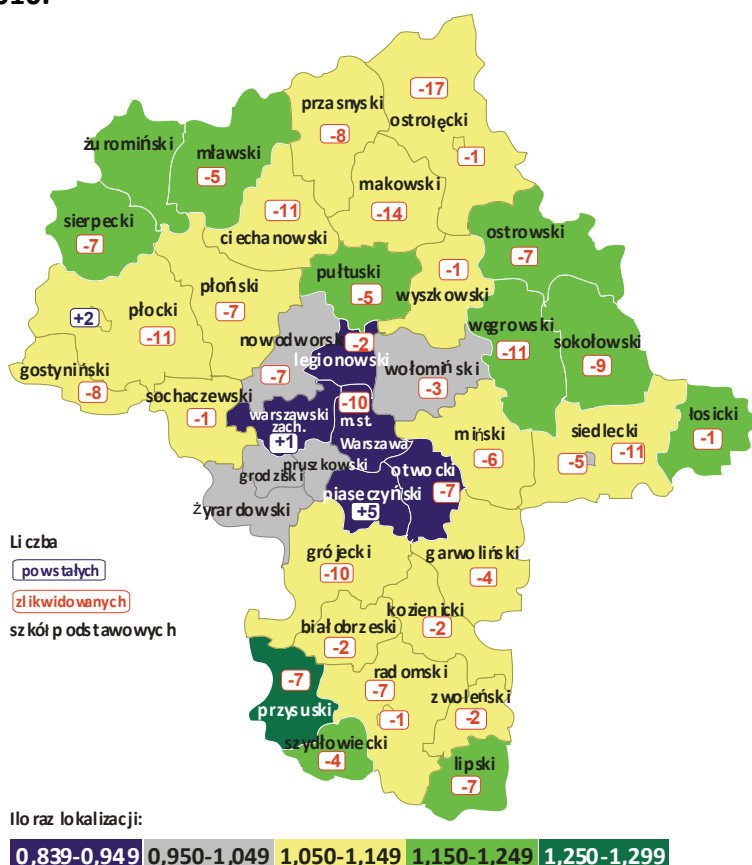 przasnyski
-8
-17
ostrołęcki
-1
żuromiński
mławski
-5
makowski
-14
-11
ciechanowski
sierpecki
-7
ostrowski
-7
pułtuski
-5
-1
wyszkowski
płoński
-7
+2
płocki
-11
węgrowski
-11
sokołowski
-9
nowodworski
-7
-2
legionowski
wołomiński
-3
gostyniński
-8
sochaczewski
-1
warszawski
zach.
+1
-10
m.st.
Warszawa
miński
-6
siedlecki
-5
-11
łosicki
-1
grodziski
pruszkowski
otwocki
-7
piaseczyński
+5
żyrardowski
Liczba
powstałych
zlikwidowanych
szkół podstawowych
grójecki
-10
garwoliński
-4
kozienicki
-2
białobrzeski
-2
-7
przysuski
radomski
-7
-1
zwoleński
-2
szydłowiecki
-4
lipski
-7
Iloraz lokalizacji:
0,839-0,949 0,950-1,049 1,050-1,149 1,150-1,249 1,250-1,299